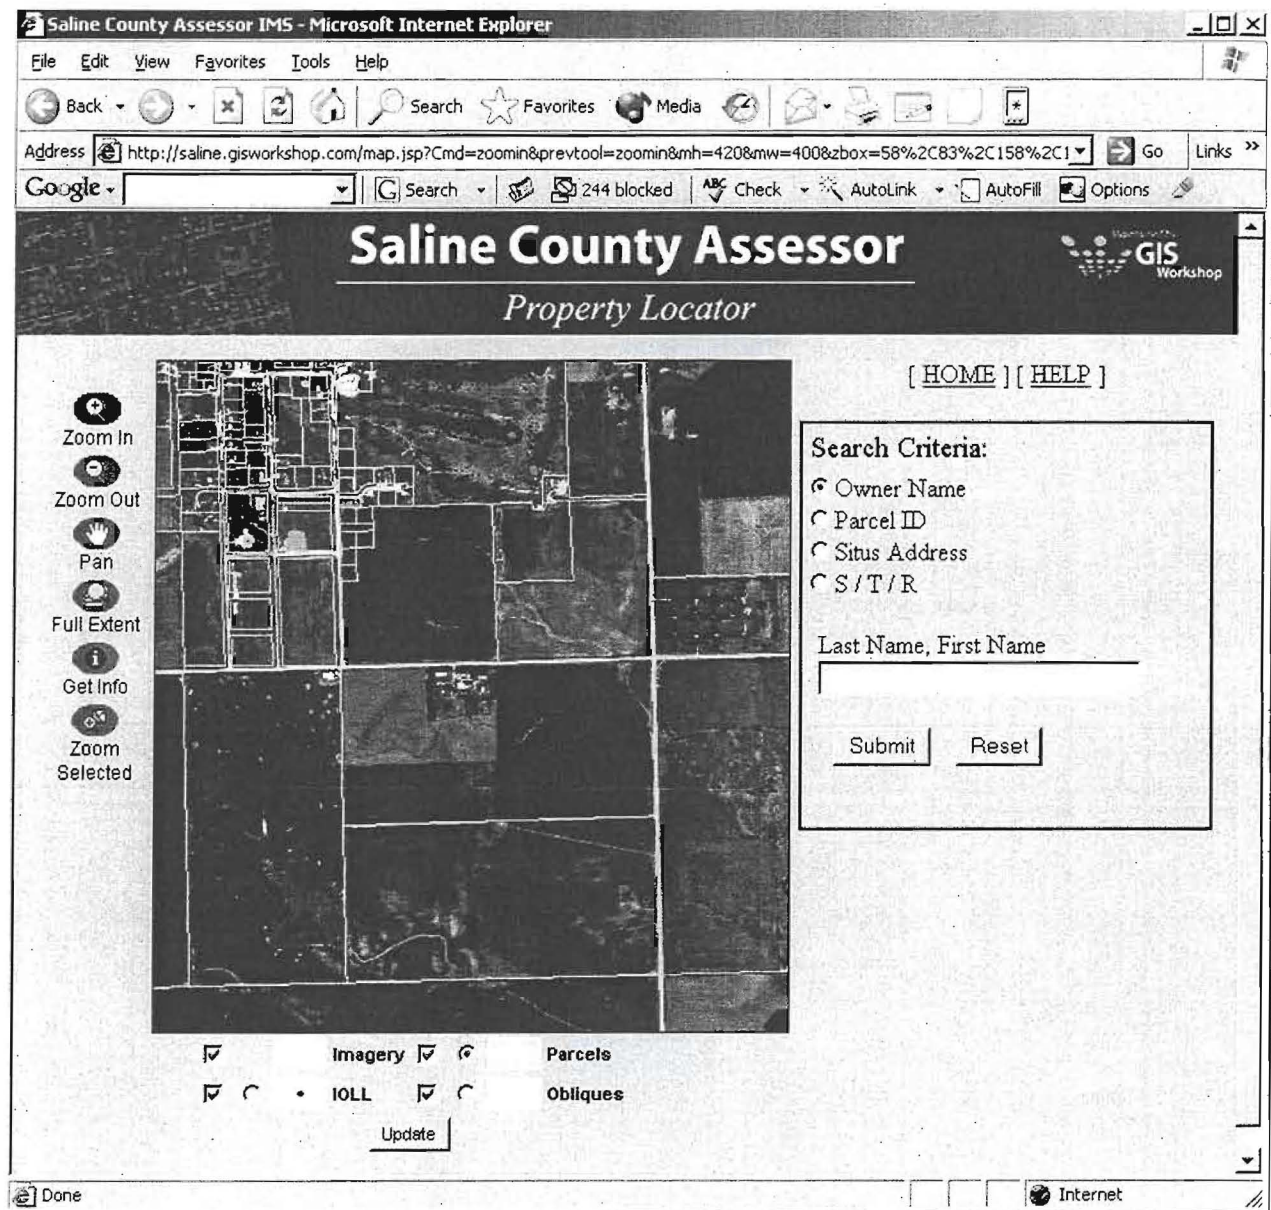 Saline County Assessor IMS - Microsoft Internet Explorer
File Edit View Favorites Tools Help
Back Search Favorites Media
Address http://saline.gisworkshop.com/map.jsp?Cmd=zoomin&prevtool=zoomin&mh=420&mw=400&zbox=58%2C83%2C158%2C1 Go Links »
Google Search 244 blocked ABC Check AutoLink AutoFill Options
Saline County Assessor
GIS
Workshop
Property Locator
[ HOME ] [ HELP ]
Zoom In
Zoom Out
Pan
Full Extent
Get Info
Zoom
Selected
Search Criteria:
Owner Name
Parcel ID
Situs Address
S / T / R
Last Name, First Name
Submit Reset
Imagery Parcels
IOLL Obliques
Update
Done Internet